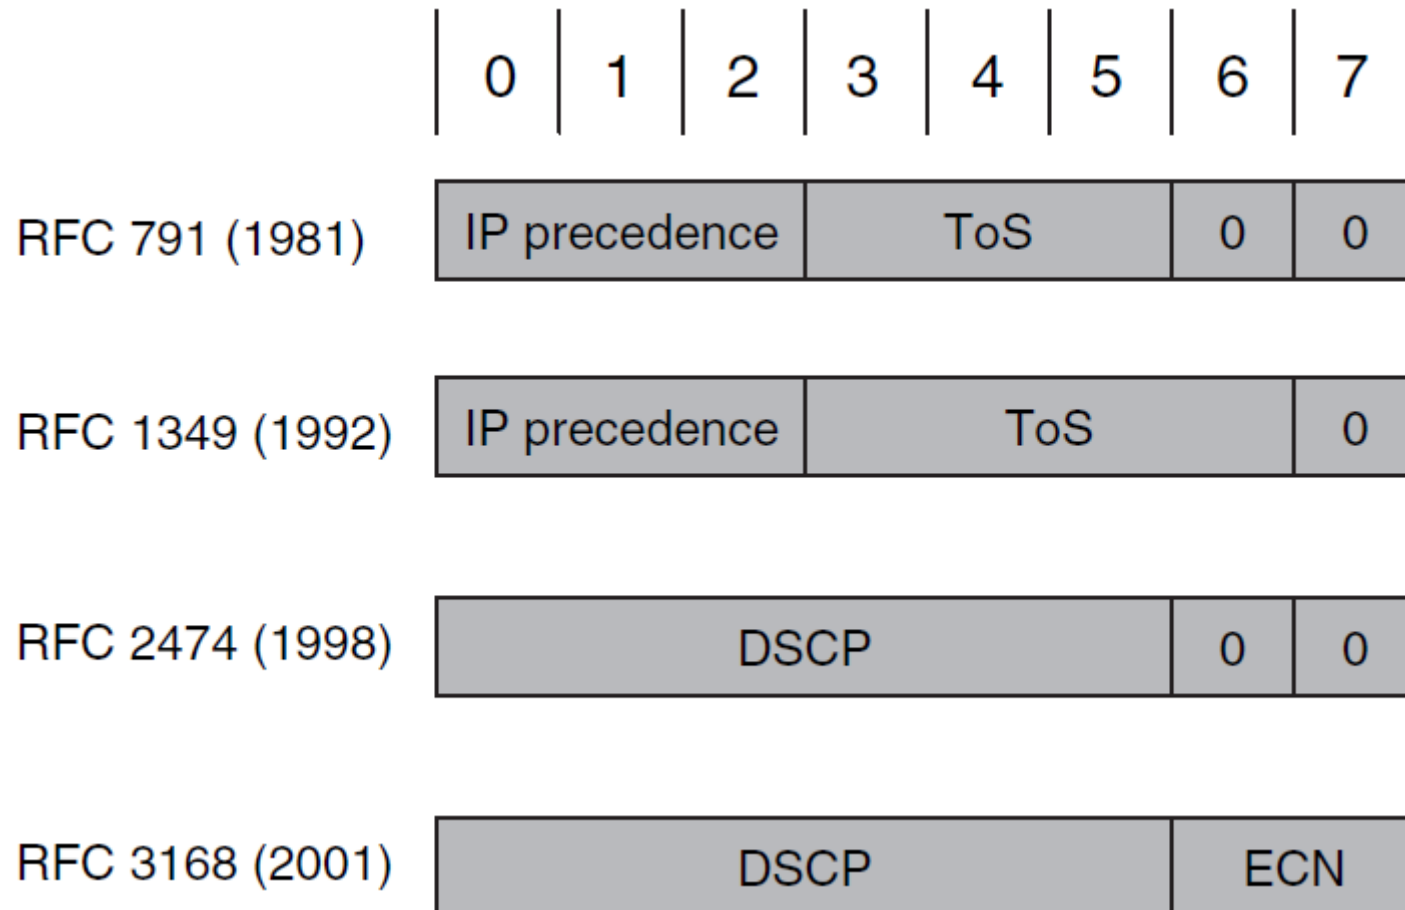 0 1 2 3 4 5 6 7
RFC 791 (1981) IP precedence ToS 0 0
RFC 1349 (1992) IP precedence ToS 0
RFC 2474 (1998) DSCP 0 0
RFC 3168 (2001) DSCP ECN